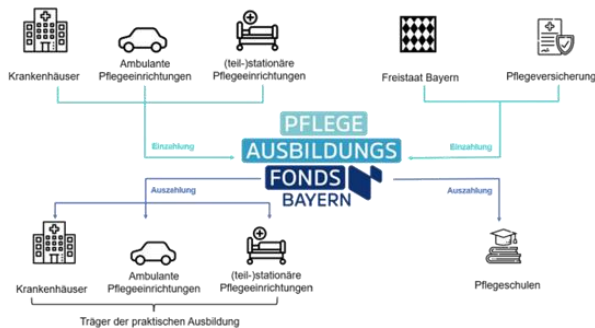 Krankenhäuser
Ambulante
Pflegeeinrichtungen
(teil-)stationäre
Pflegeeinrichtungen
Freistaat Bayern
Pflegeversicherung
Einzahlung
PFLEGE
AUSBILDUNGS
FONDS
BAYERN
Einzahlung
Auszahlung
Auszahlung
Krankenhäuser
Ambulante
Pflegeeinrichtungen
(teil-)stationäre
Pflegeeinrichtungen
Pflegeschulen
Träger der praktischen Ausbildung